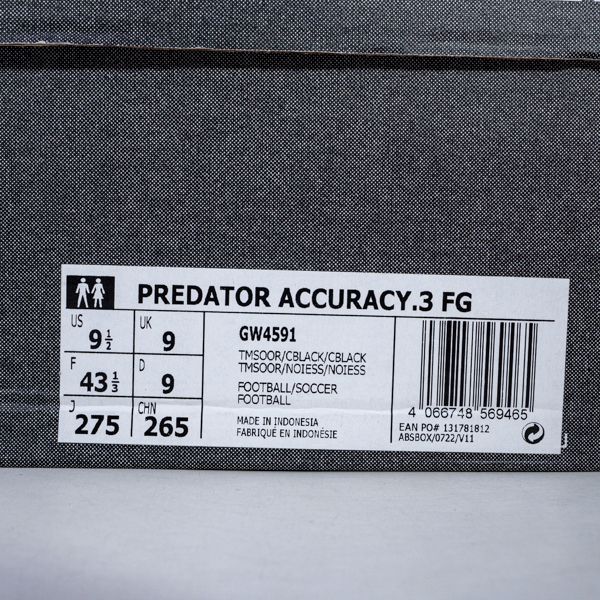 PREDATOR ACCURACY.3 FG
US 9 1/2
UK 9
F 43 1/3
D 9
J 275
CHN 265
GW4591
TMSOOR/CBLACK/CBLACK
TMSOOR/NOIESS/NOIESS
FOOTBALL/SOCCER
FOOTBALL
MADE IN INDONESIA
FABRIQUÉ EN INDONÉSIE
4 066748 569465
EAN PO# 131781812
ABSBOX/0722/V11